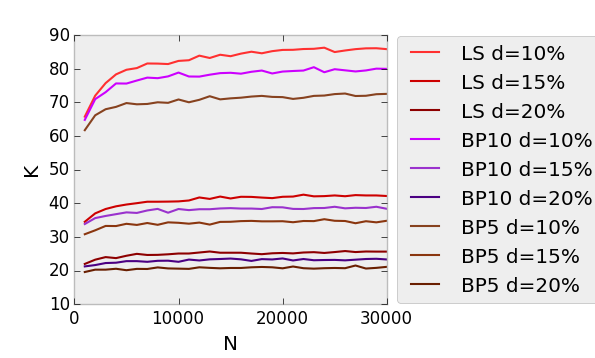 90
80
70
60
50
40
30
20
10
K
0
10000
20000
30000
N
LS d=10%
LS d=15%
LS d=20%
BP10 d=10%
BP10 d=15%
BP10 d=20%
BP5 d=10%
BP5 d=15%
BP5 d=20%